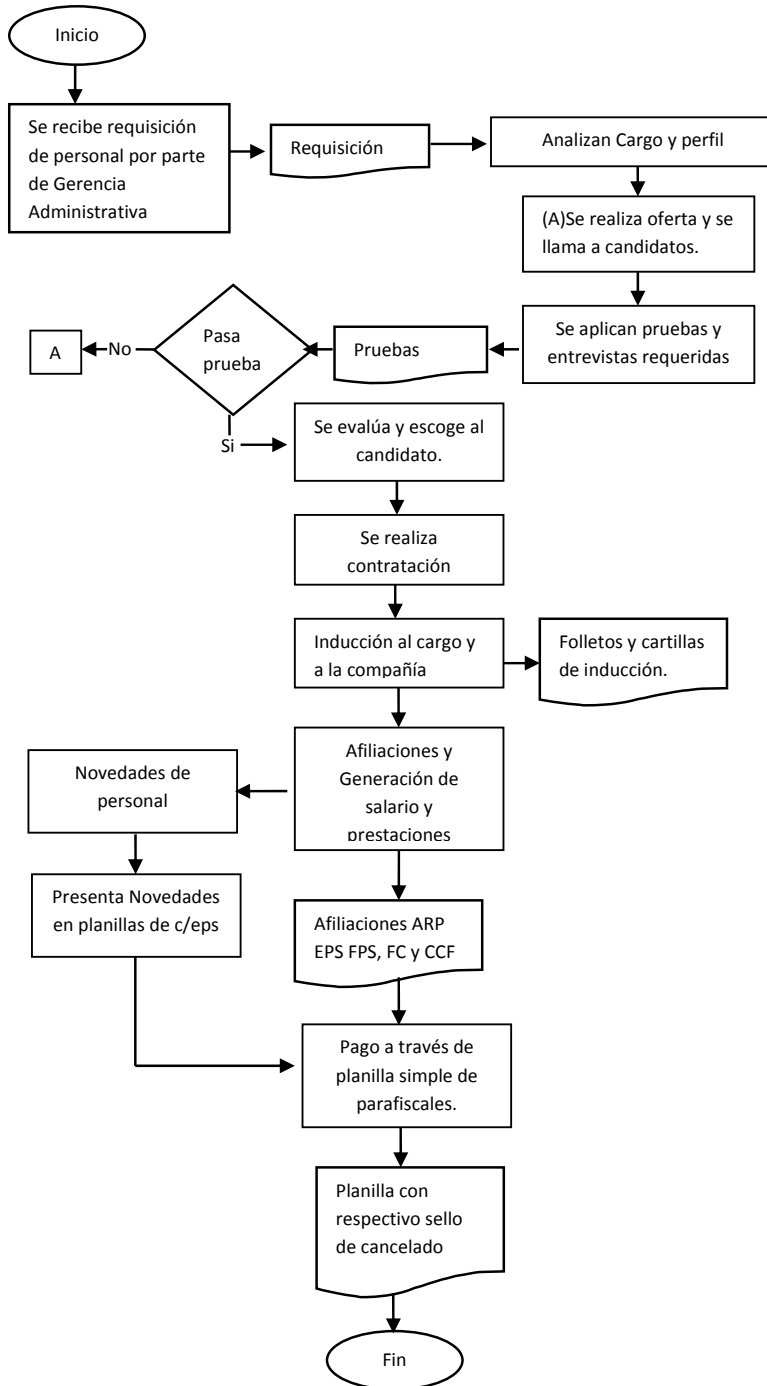 Inicio
Se recibe requisición
de personal por parte
de Gerencia
Administrativa
Requisición
Analizan Cargo y perfil
(A)Se realiza oferta y se
llama a candidatos.
Se aplican pruebas y
entrevistas requeridas
Pruebas
Pasa
prueba
No
A
Si
Se evalúa y escoge al
candidato.
Se realiza
contratación
Inducción al cargo y
a la compañía
Folletos y cartillas
de inducción.
Afiliaciones y
Generación de
salario y
prestaciones
Novedades de
personal
Presenta Novedades
en planillas de c/eps
Afiliaciones ARP
EPS FPS, FC y CCF
Pago a través de
planilla simple de
parafiscales.
Planilla con
respectivo sello
de cancelado
Fin